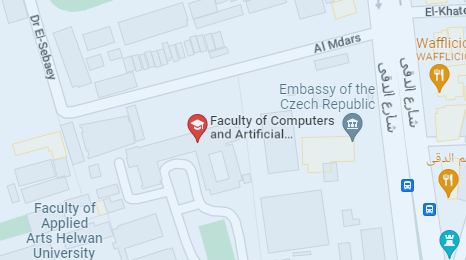 Dr El-Sebaey
El-Khate
Al Mdars
Wafflicio
WAFFLICIO
شارع الدقي
شارع الدقي
Embassy of the
Czech Republic
Faculty of Computers
and Artificial...
م الدقي
Faculty of
Applied
Arts Helwan
University